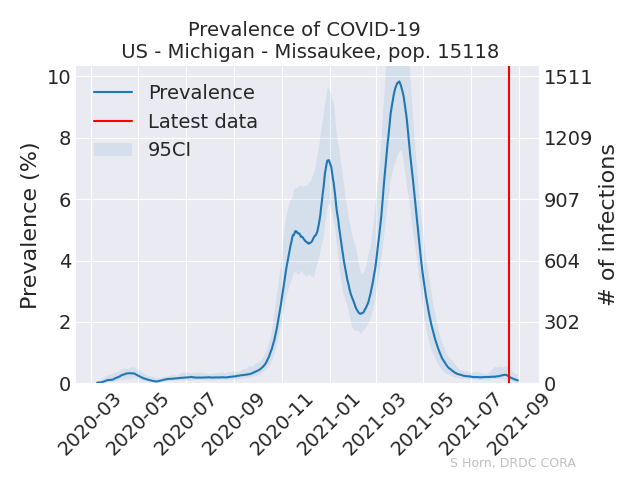 Prevalence of COVID-19
US - Michigan - Missaukee, pop. 15118
Prevalence
Latest data
95CI
Prevalence (%)
10
8
6
4
2
0
# of infections
1511
1209
907
604
302
0
2020-03
2020-05
2020-07
2020-09
2020-11
2021-01
2021-03
2021-05
2021-07
2021-09
S Horn, DRDC CORA